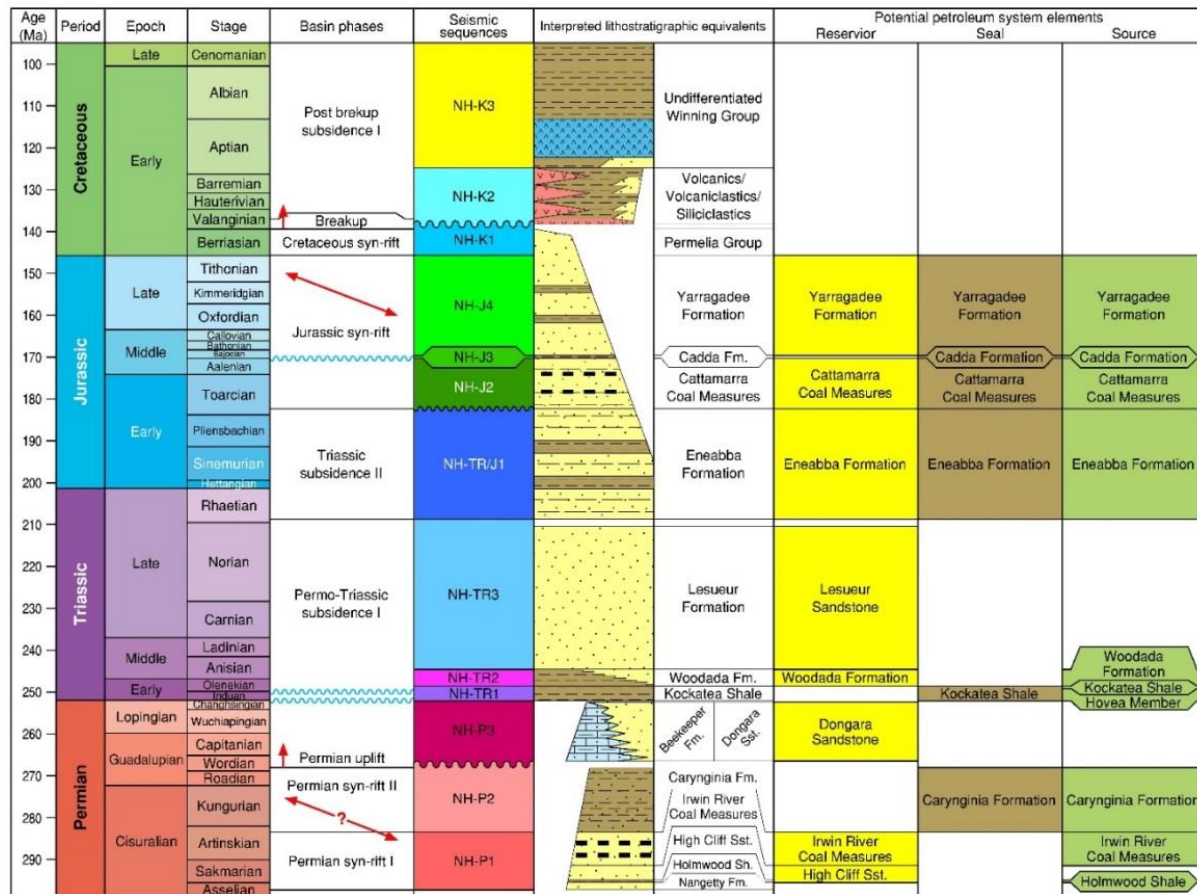 Age
(Ma)
Period
Epoch
Stage
Basin phases
Seismic
sequences
Interpreted lithostratigraphic equivalents
Potential petroleum system elements
Reservior
Seal
Source
100
110
120
130
140
150
160
170
180
190
200
210
220
230
240
250
260
270
280
290
Cretaceous
Jurassic
Triassic
Permian
Late
Early
Late
Middle
Early
Late
Middle
Early
Lopingian
Guadalupian
Cisuralian
Cenomanian
Albian
Aptian
Barremian
Hauterivian
Valanginian
Berriasian
Tithonian
Kimmeridgian
Oxfordian
Callovian
Bathonian
Bajocian
Aalenian
Toarcian
Pliensbachian
Sinemurian
Hettangian
Rhaetian
Norian
Carnian
Ladinian
Anisian
Olenekian
Induan
Changhsingian
Wuchiapingian
Capitanian
Wordian
Roadian
Kungurian
Artinskian
Sakmarian
Asselian
Post brekup
subsidence I
Breakup
Cretaceous syn-rift
Jurassic syn-rift
Triassic
subsidence II
Permo-Triassic
subsidence I
Permian uplift
Permian syn-rift II
?
Permian syn-rift I
NH-K3
NH-K2
NH-K1
NH-J4
NH-J3
NH-J2
NH-TR/J1
NH-TR3
NH-TR2
NH-TR1
NH-P3
NH-P2
NH-P1
Undifferentiated
Winning Group
Volcanics/
Volcaniclastics/
Siliciclastics
Permelia Group
Yarragadee
Formation
Cadda Fm.
Cattamarra
Coal Measures
Eneabba
Formation
Lesueur
Formation
Woodada Fm.
Kockatea Shale
Beekeeper
Fm.
Dongara
Sst.
Carynginia Fm.
Irwin River
Coal Measures
High Cliff Sst.
Holmwood Sh.
Nangetty Fm.
Yarragadee
Formation
Cattamarra
Coal Measures
Eneabba Formation
Lesueur
Sandstone
Woodada Formation
Dongara
Sandstone
Irwin River
Coal Measures
High Cliff Sst.
Yarragadee
Formation
Cadda Formation
Cattamarra
Coal Measures
Eneabba Formation
Kockatea Shale
Carynginia Formation
Yarragadee
Formation
Cadda Formation
Cattamarra
Coal Measures
Eneabba Formation
Woodada
Formation
Kockatea Shale
Hovea Member
Carynginia Formation
Irwin River
Coal Measures
Holmwood Shale